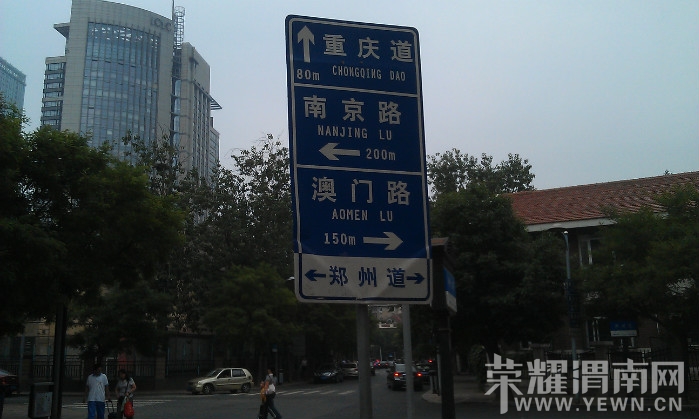 重庆道
80m CHONGQING DAO
南京路
NANJING LU
200m
澳门路
AOMEN LU
150m
郑州道
荣耀渭南网
WWW.YEWN.CN